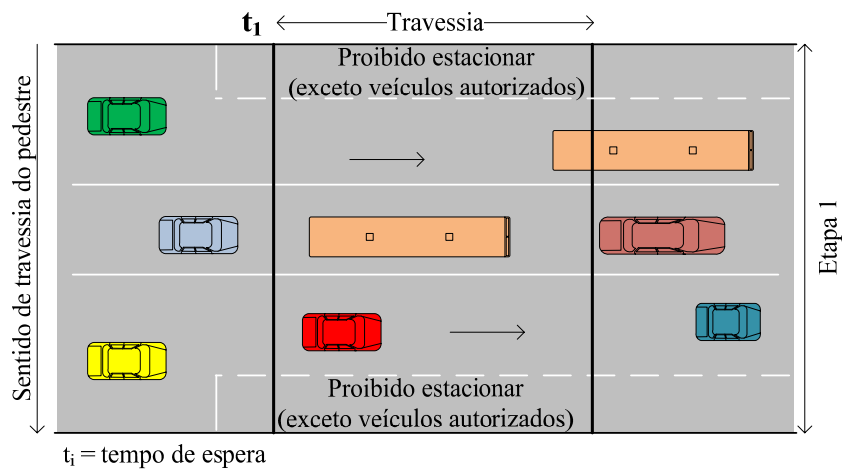 t1
Travessia
Proibido estacionar
(exceto veículos autorizados)
Sentido de travessia do pedestre
Etapa 1
Proibido estacionar
(exceto veículos autorizados)
ti = tempo de espera